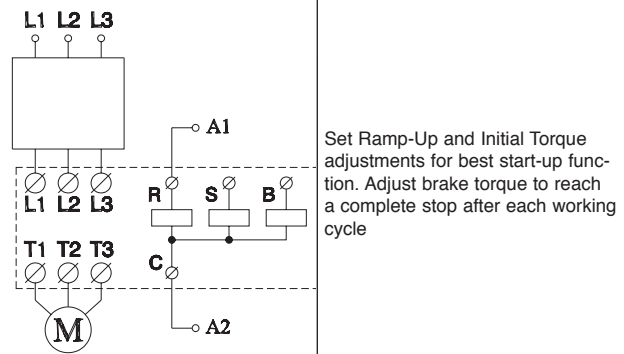 L1 L2 L3
A1
R S B
L1 L2 L3
T1 T2 T3
C
M
A2
Set Ramp-Up and Initial Torque
adjustments for best start-up func-
tion. Adjust brake torque to reach
a complete stop after each working
cycle